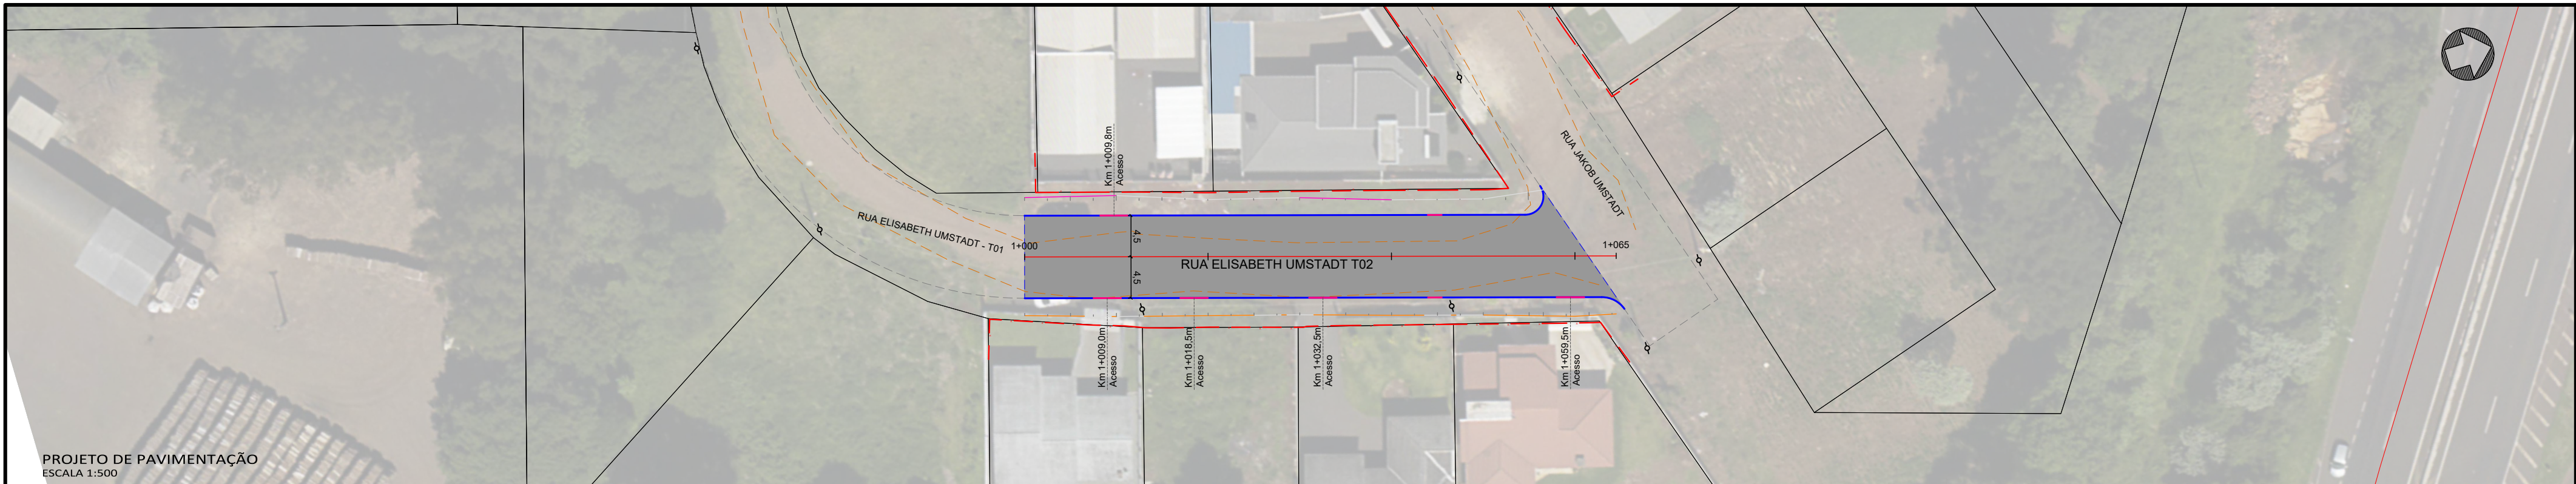 Km 1+009.8m
Acesso
RUA JAKOB UMSTADT
RUA ELISABETH UMSTADT - T01
1+000
4,5
1+065
RUA ELISABETH UMSTADT T02
4,5
Km 1+009,0m
Acesso
Km 1+018,5m
Acesso
Km 1+032,5m
Acesso
Km 1+059,5m
Acesso
PROJETO DE PAVIMENTAÇÃO
ESCALA 1:500